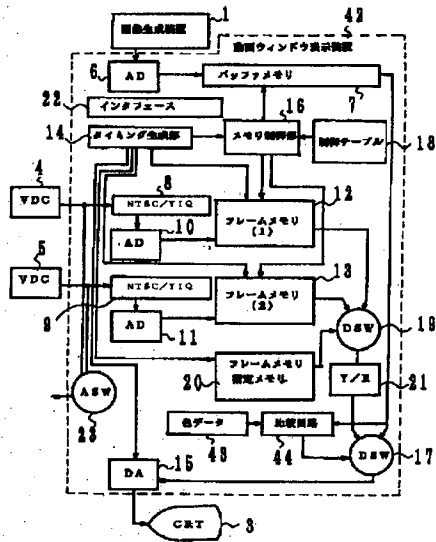 1
42
画像生成装置
動画ウィンドウ表示装置
6
AD
バッファメモリ
7
22
インタフェース
16
14
タイミング生成部
メモリ制御部
制御テーブル
18
4
VDC
8
NTSC/YIQ
12
10
AD
フレームメモリ
(1)
5
VDC
13
NTSC/YIQ
フレームメモリ
(2)
9
AD
11
DSW
19
フレームメモリ
指定メモリ
20
Y/R
21
ASW
23
色データ
43
比較回路
44
DSW
17
DA
15
CRT
3